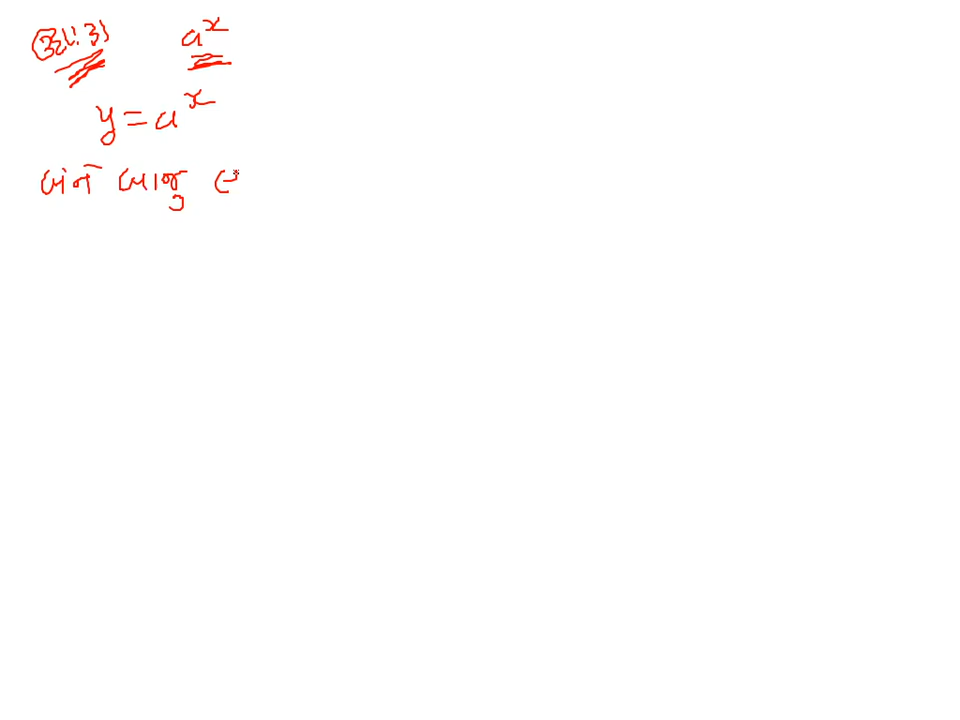 ઉદા. 3) a^x
y = a^x
બંને બાજુ